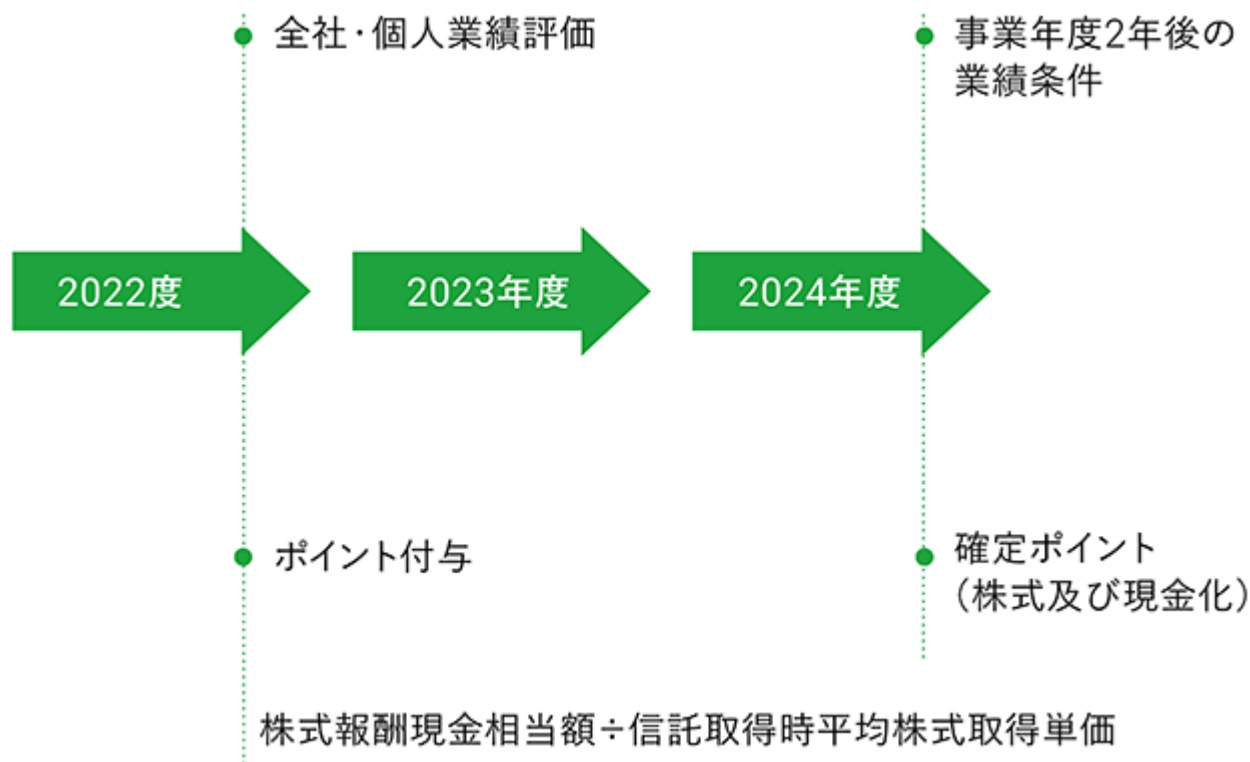 全社・個人業績評価
事業年度2年後の
業績条件
2022度
2023年度
2024年度
ポイント付与
確定ポイント
（株式及び現金化）
株式報酬現金相当額÷信託取得時平均株式取得単価